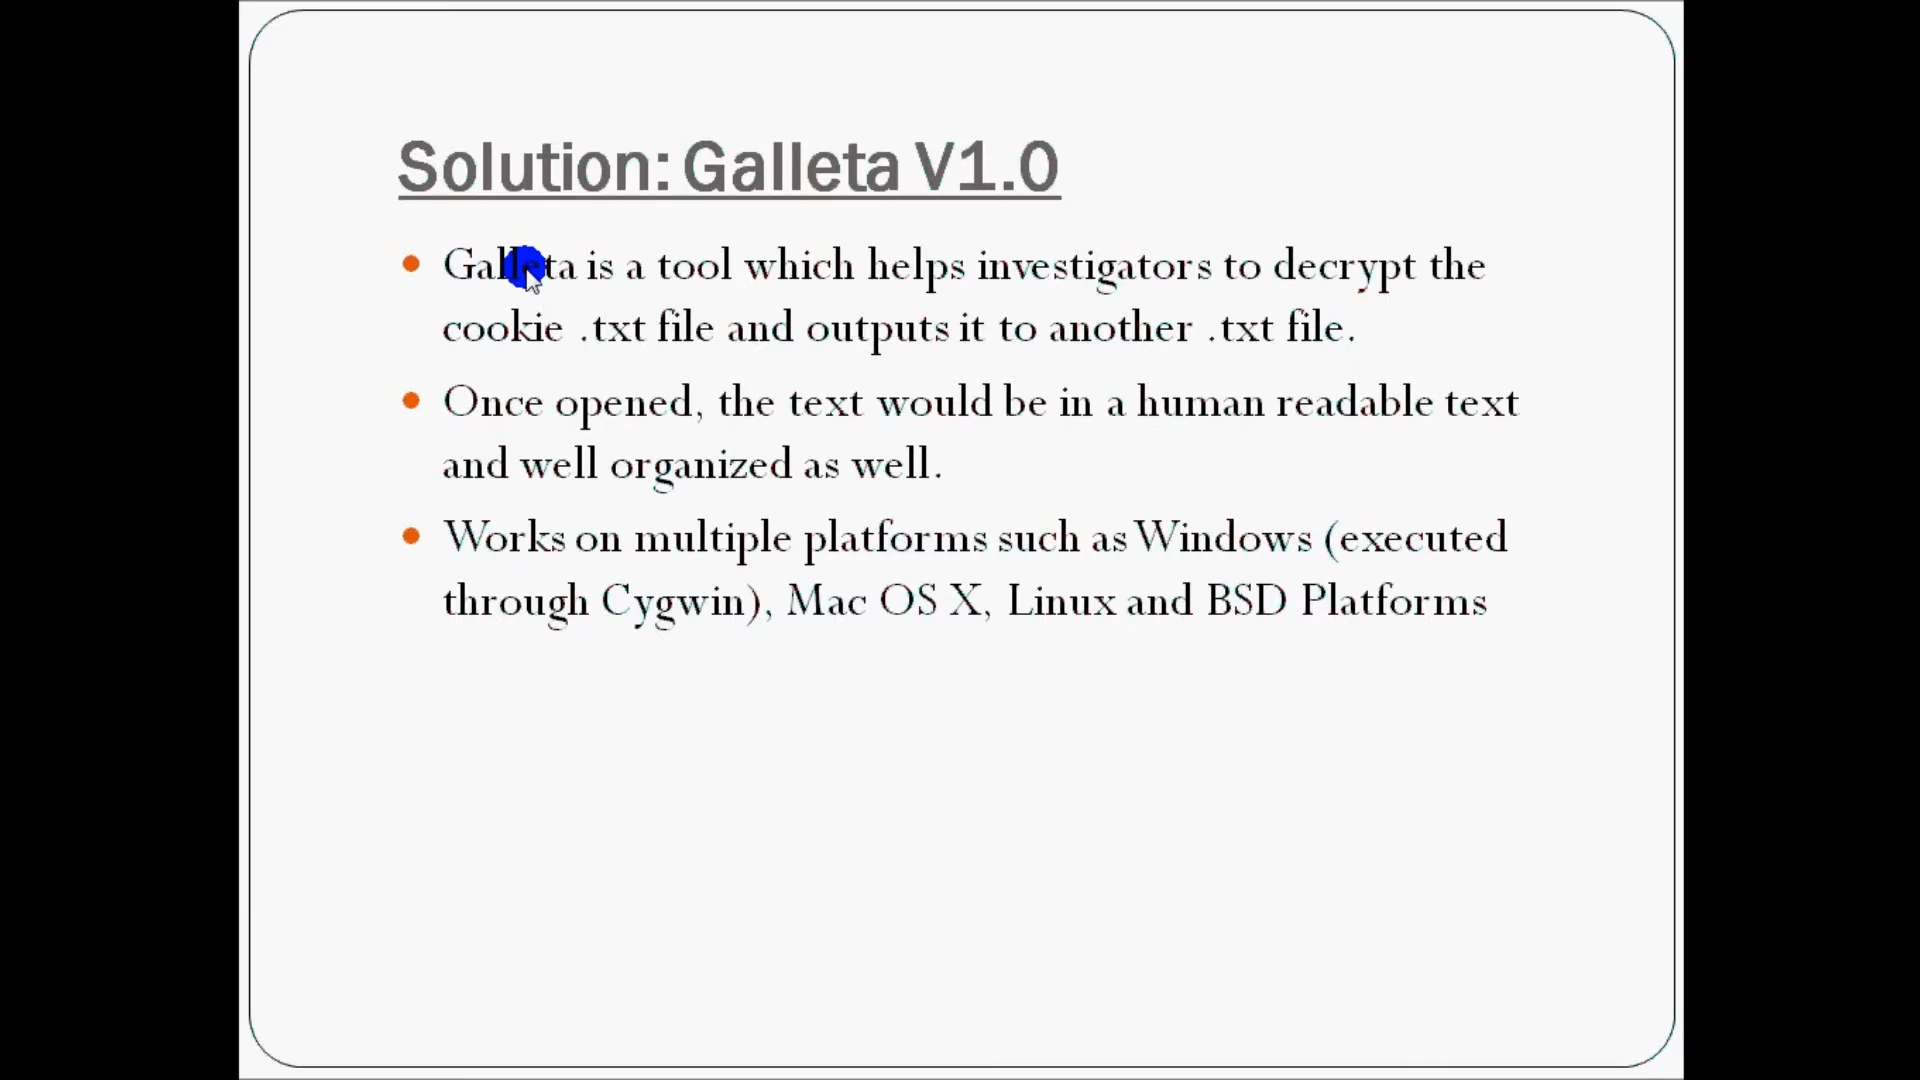 Solution: Galleta V1.0
Galleta is a tool which helps investigators to decrypt the
cookie .txt file and outputs it to another .txt file.
Once opened, the text would be in a human readable text
and well organized as well.
Works on multiple platforms such as Windows (executed
through Cygwin), Mac OS X, Linux and BSD Platforms